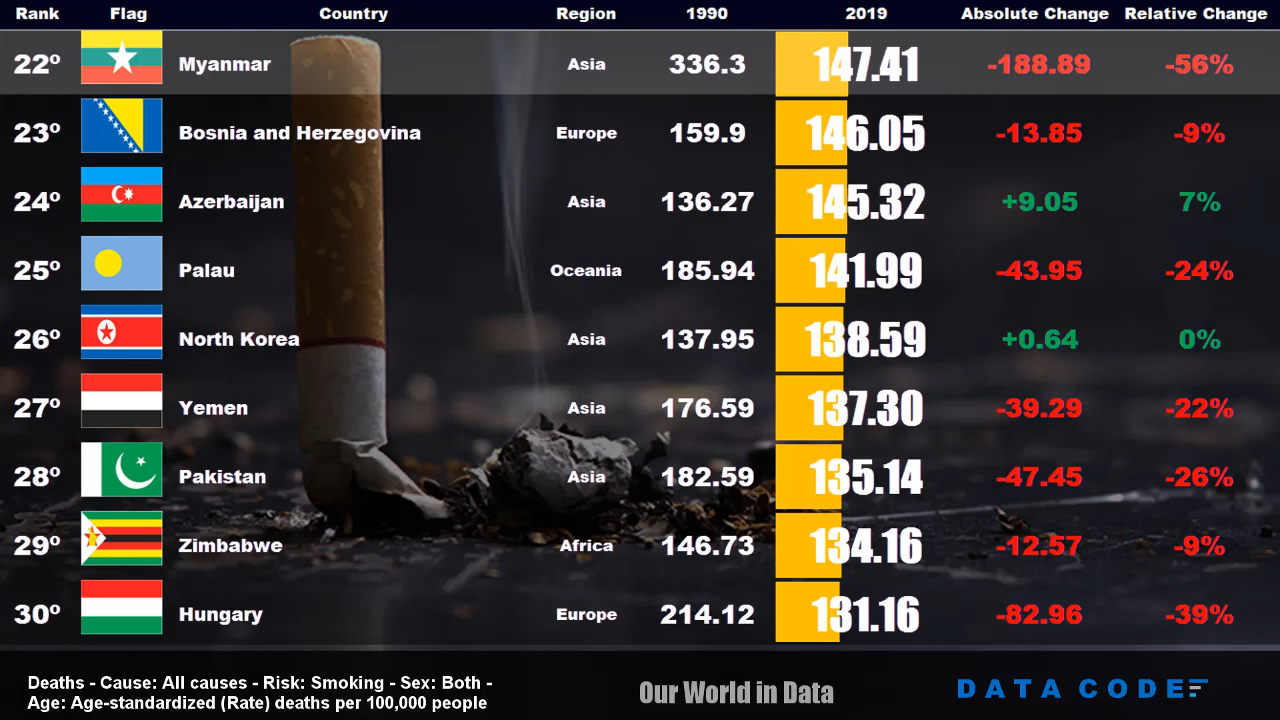 Rank Flag Country Region 1990 2019 Absolute Change Relative Change
22º Myanmar Asia 336.3 147.41 -188.89 -56%
23º Bosnia and Herzegovina Europe 159.9 146.05 -13.85 -9%
24º Azerbaijan Asia 136.27 145.32 +9.05 7%
25º Palau Oceania 185.94 141.99 -43.95 -24%
26º North Korea Asia 137.95 138.59 +0.64 0%
27º Yemen Asia 176.59 137.30 -39.29 -22%
28º Pakistan Asia 182.59 135.14 -47.45 -26%
29º Zimbabwe Africa 146.73 134.16 -12.57 -9%
30º Hungary Europe 214.12 131.16 -82.96 -39%
Deaths - Cause: All causes - Risk: Smoking - Sex: Both -
Age: Age-standardized (Rate) deaths per 100,000 people
Our World in Data
DATA CODE